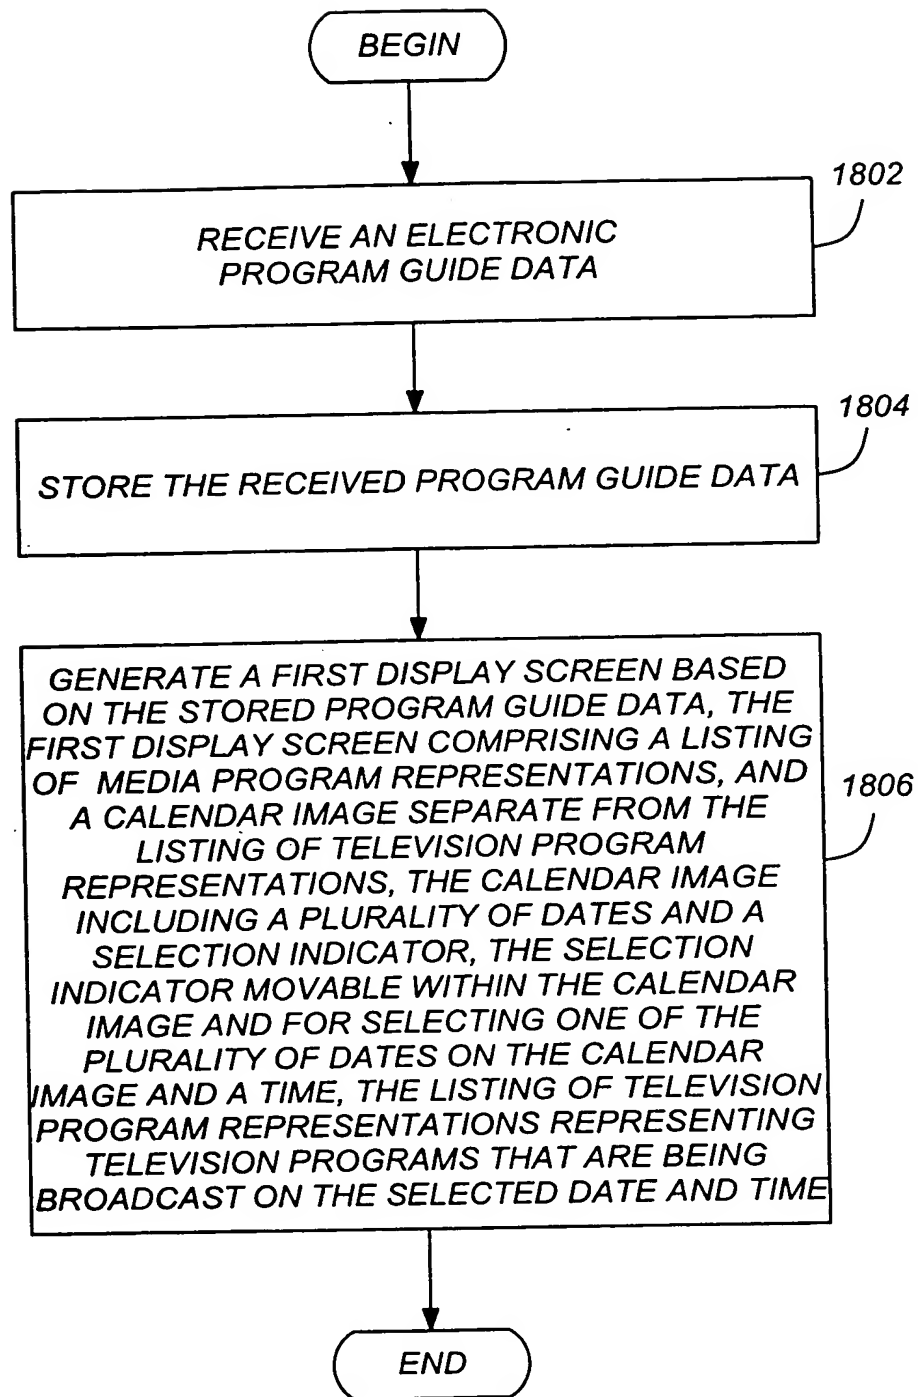 BEGIN
1802
RECEIVE AN ELECTRONIC
PROGRAM GUIDE DATA
1804
STORE THE RECEIVED PROGRAM GUIDE DATA
1806
GENERATE A FIRST DISPLAY SCREEN BASED
ON THE STORED PROGRAM GUIDE DATA, THE
FIRST DISPLAY SCREEN COMPRISING A LISTING
OF MEDIA PROGRAM REPRESENTATIONS, AND
A CALENDAR IMAGE SEPARATE FROM THE
LISTING OF TELEVISION PROGRAM
REPRESENTATIONS, THE CALENDAR IMAGE
INCLUDING A PLURALITY OF DATES AND A
SELECTION INDICATOR, THE SELECTION
INDICATOR MOVABLE WITHIN THE CALENDAR
IMAGE AND FOR SELECTING ONE OF THE
PLURALITY OF DATES ON THE CALENDAR
IMAGE AND A TIME, THE LISTING OF TELEVISION
PROGRAM REPRESENTATIONS REPRESENTING
TELEVISION PROGRAMS THAT ARE BEING
BROADCAST ON THE SELECTED DATE AND TIME
END